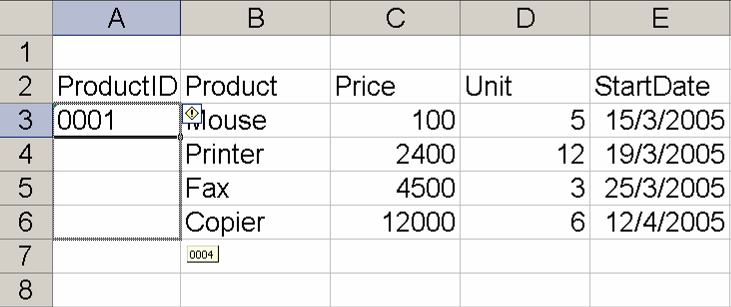 A B C D E
1
2 ProductID Product Price Unit StartDate
3 0001 Mouse 100 5 15/3/2005
4 Printer 2400 12 19/3/2005
5 Fax 4500 3 25/3/2005
6 Copier 12000 6 12/4/2005
7 0004
8